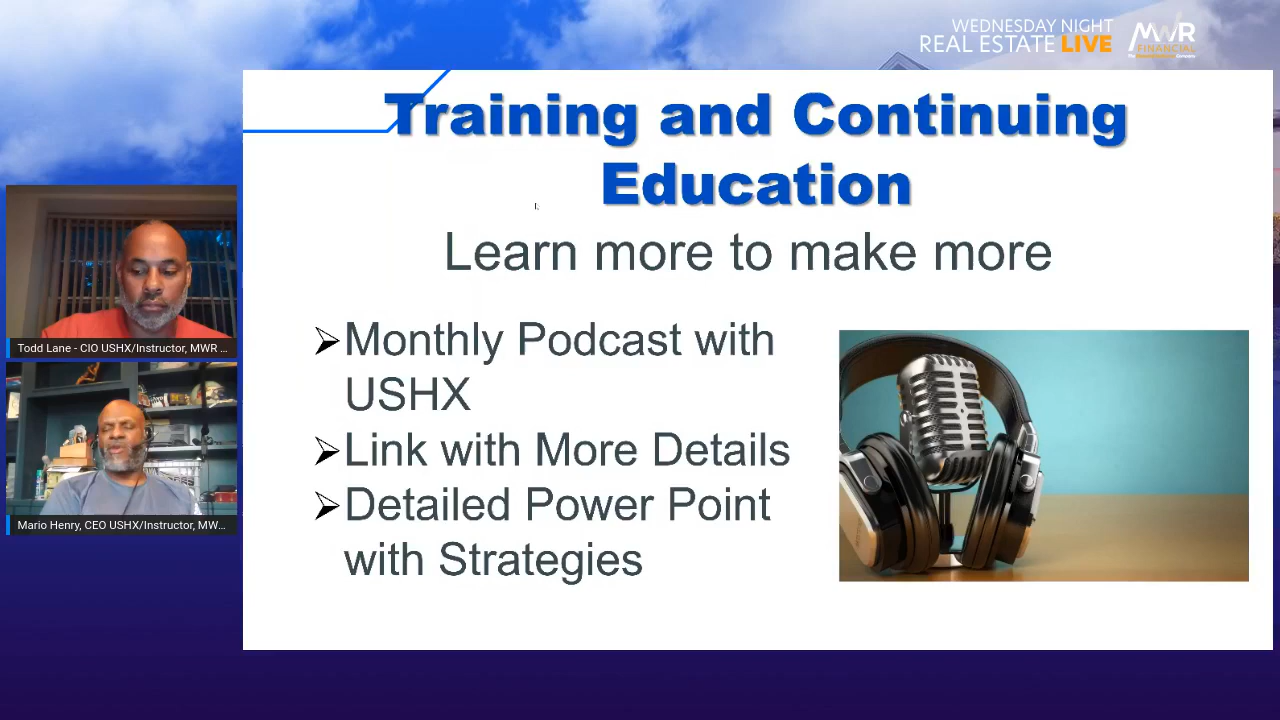 WEDNESDAY NIGHT
REAL ESTATE LIVE
MWR
FINANCIAL
Training and Continuing
Education
Learn more to make more
Monthly Podcast with
USHX
Link with More Details
Detailed Power Point
with Strategies
Todd Lane - CIO USHX/Instructor, MWR ...
Mario Henry, CEO USHX/Instructor, MW...